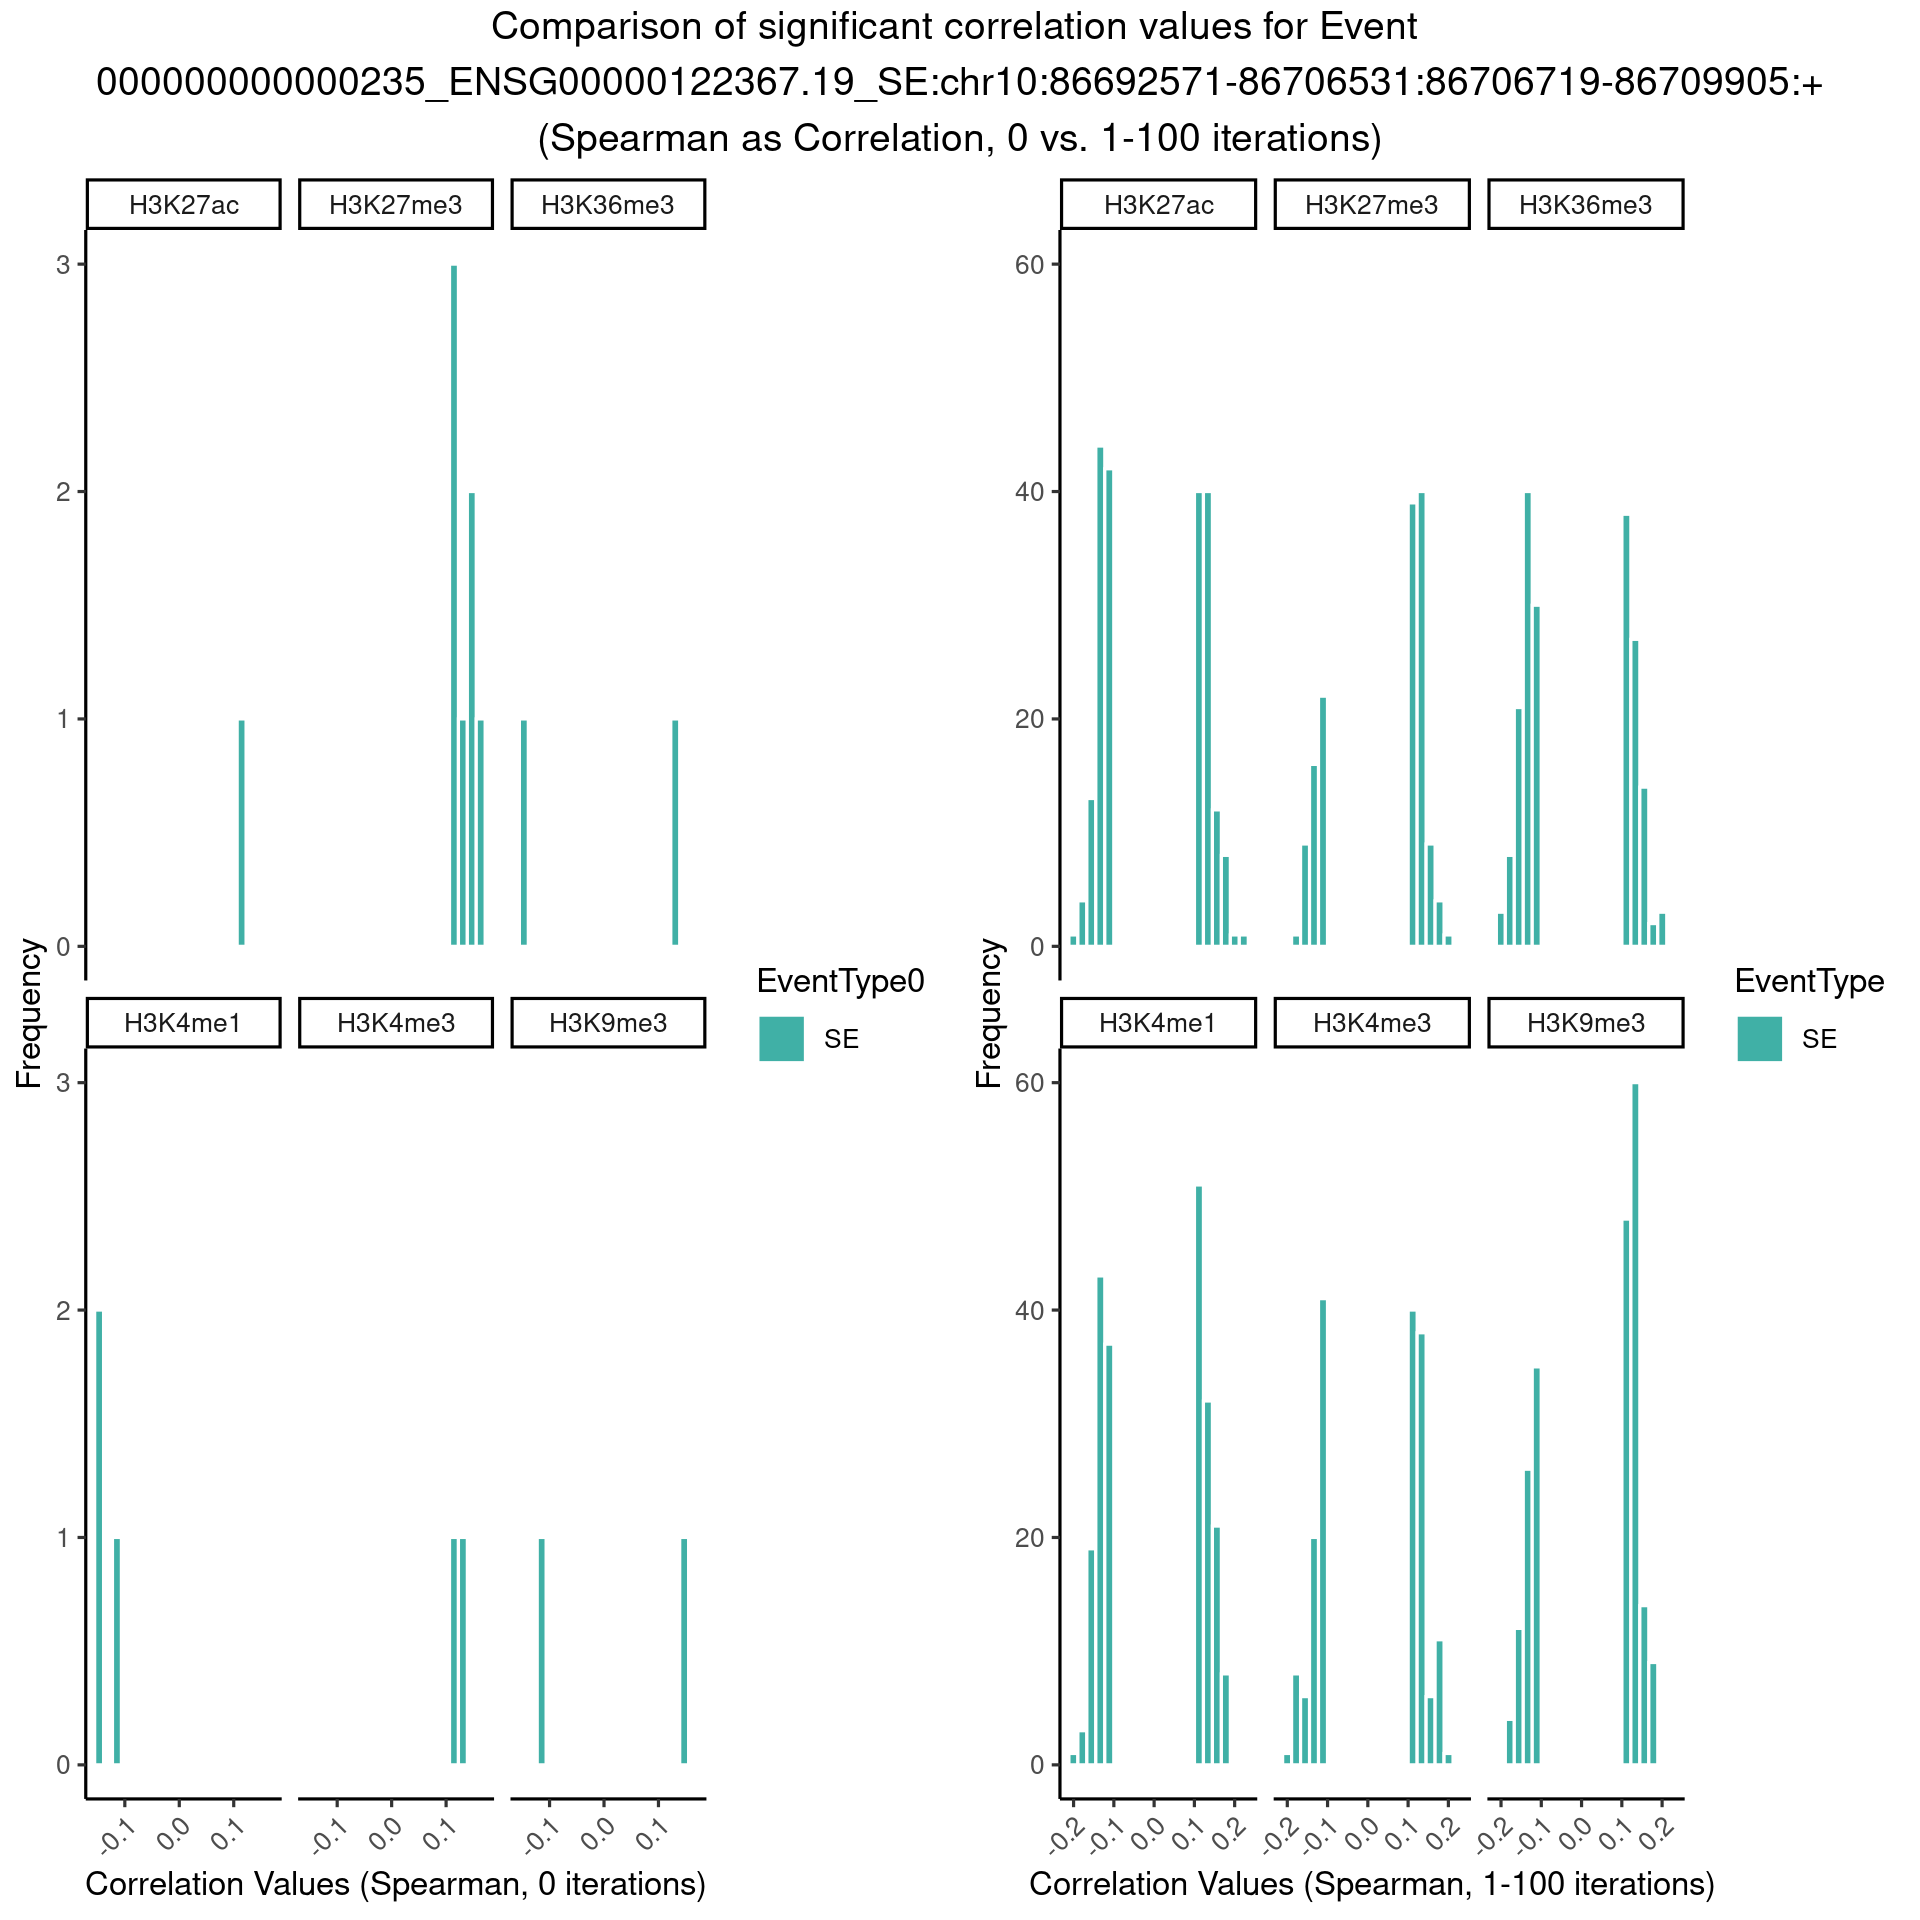 Comparison of significant correlation values for Event
000000000000235_ENSG00000122367.19_SE:chr10:86692571-86706531:86706719-86709905:+
(Spearman as Correlation, 0 vs. 1-100 iterations)
H3K27ac H3K27me3 H3K36me3
3
2
1
0
H3K4me1 H3K4me3 H3K9me3
3
2
1
0
-0.1 0.0 0.1 -0.1 0.0 0.1 -0.1 0.0 0.1
Frequency
Correlation Values (Spearman, 0 iterations)
EventType0
SE
H3K27ac H3K27me3 H3K36me3
60
40
20
0
H3K4me1 H3K4me3 H3K9me3
60
40
20
0
-0.2 -0.1 0.0 0.1 0.2 -0.2 -0.1 0.0 0.1 0.2 -0.2 -0.1 0.0 0.1 0.2
Frequency
Correlation Values (Spearman, 1-100 iterations)
EventType
SE